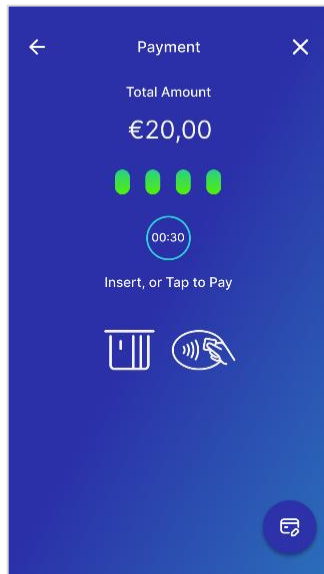 Payment
Total Amount
€20,00
00:30
Insert, or Tap to Pay